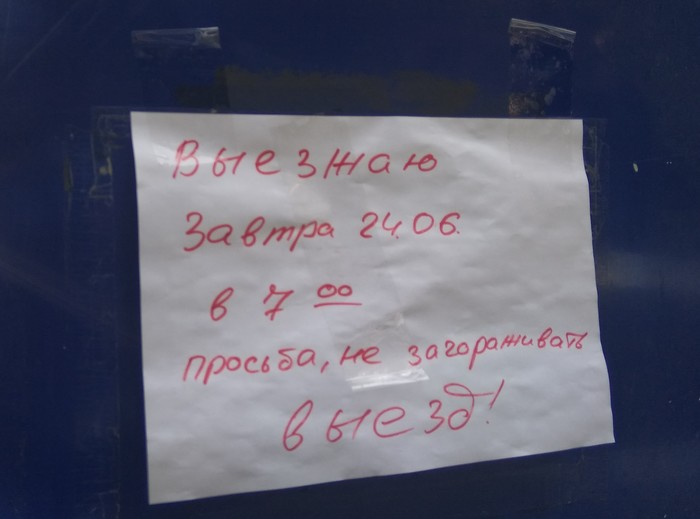 Выезжаю
Завтра 24.06.
в 7 00
просьба, не загораживать
выезд!